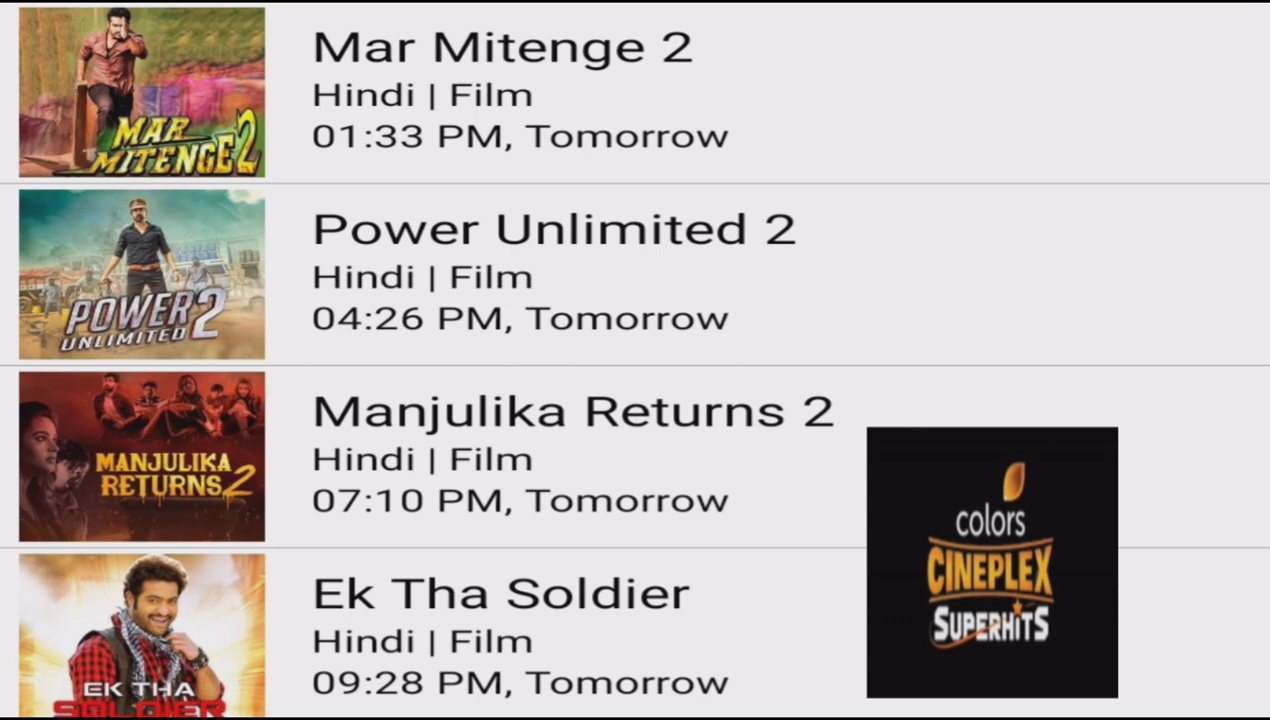 MAR
MITENGE 2
Mar Mitenge 2
Hindi | Film
01:33 PM, Tomorrow
POWER 2
UNLIMITED
Power Unlimited 2
Hindi | Film
04:26 PM, Tomorrow
MANJULIKA
RETURNS 2
Manjulika Returns 2
Hindi | Film
07:10 PM, Tomorrow
EK THA
SOLDIER
Ek Tha Soldier
Hindi | Film
09:28 PM, Tomorrow
colors
CINEPLEX
SUPERHITS